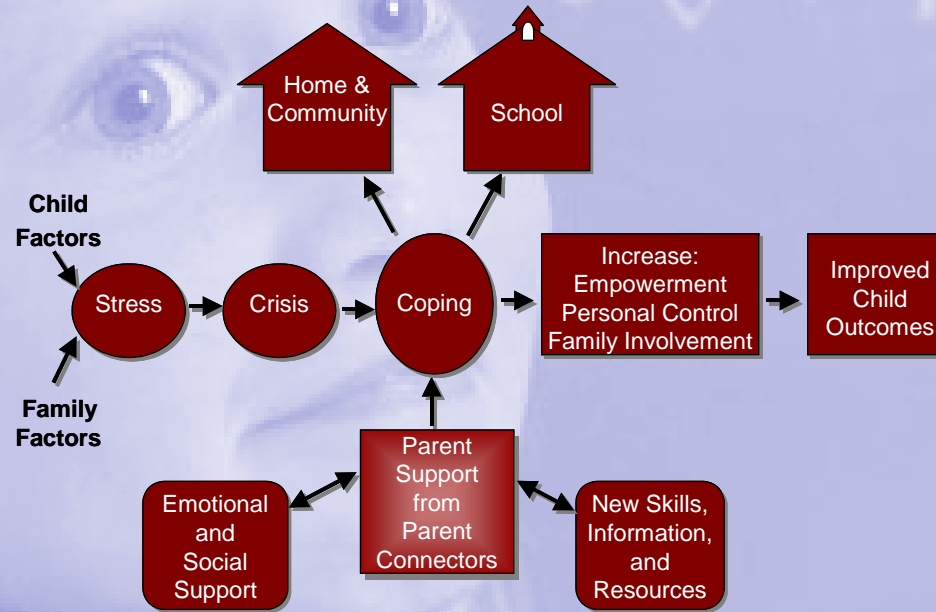 Home &
Community
School
Child
Factors
Stress
Crisis
Coping
Increase:
Empowerment
Personal Control
Family Involvement
Improved
Child
Outcomes
Family
Factors
Parent
Support
from
Parent
Connectors
Emotional
and
Social
Support
New Skills,
Information,
and
Resources